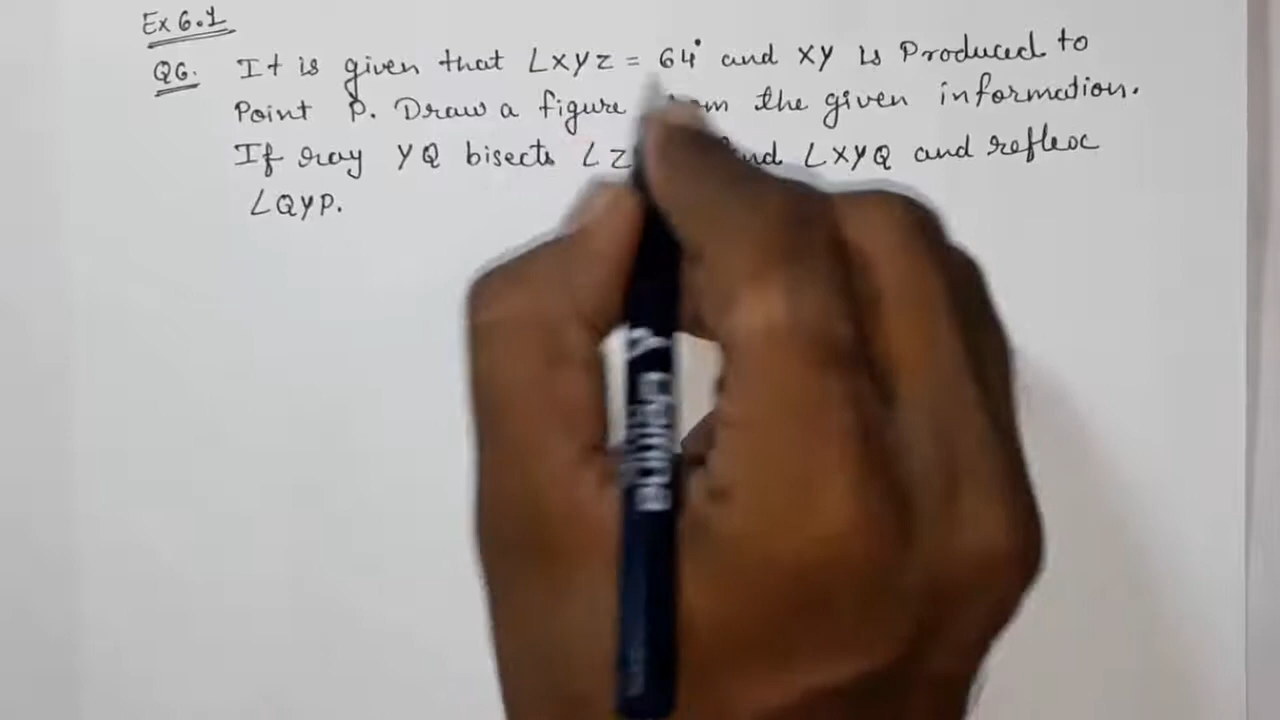 Ex 6.1
Q6. It is given that ∠XYZ = 64° and XY is Produced to
Point P. Draw a figure the given information.
If ray YQ bisects ∠Z ∠XYQ and reflex
∠QYP.